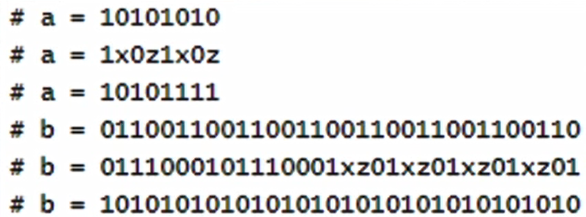 # a = 10101010
# a = 1x0z1x0z
# a = 10101111
# b = 01100110011001100110011001100110
# b = 0111000101110001xz01xz01xz01xz01
# b = 10101010101010101010101010101010